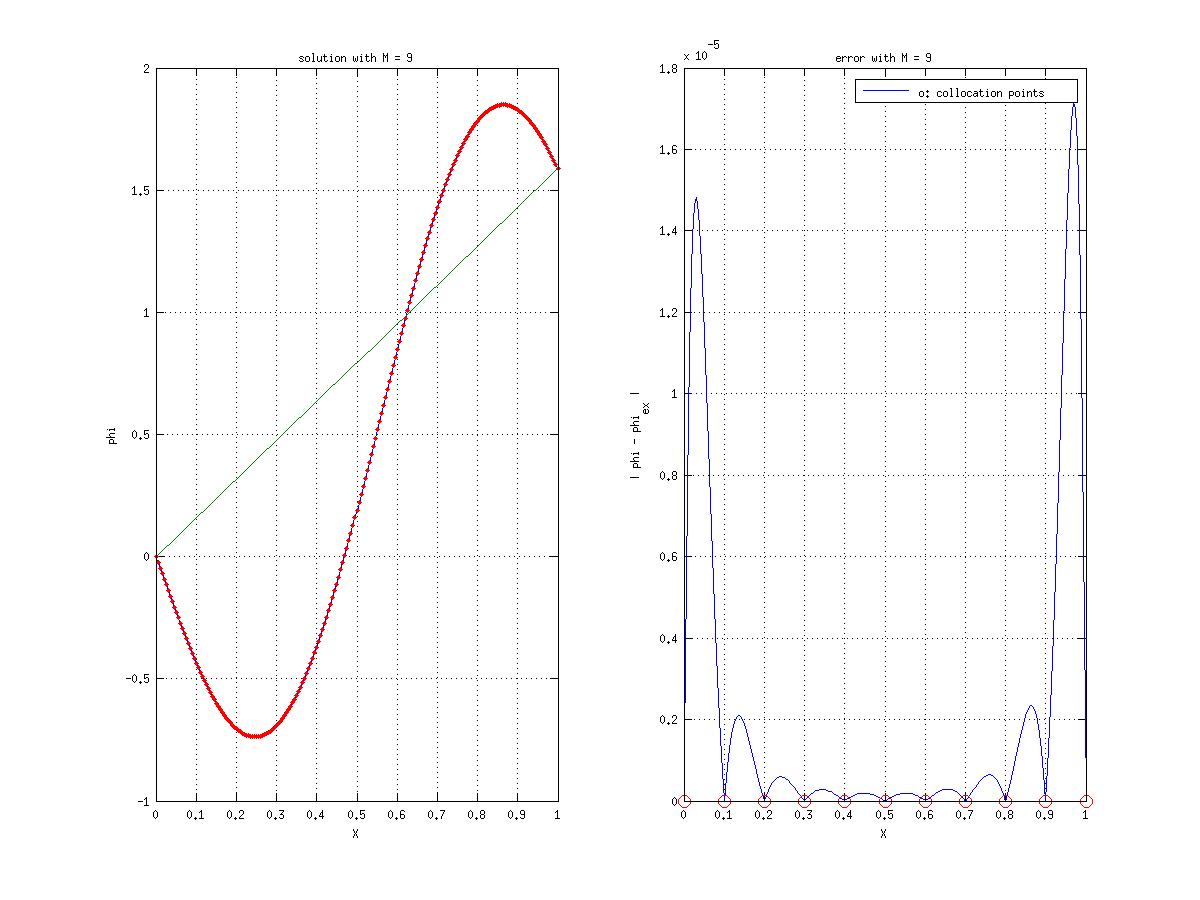 solution with M = 9
2
1.5
1
0.5
0
-0.5
-1
phi
0 0.1 0.2 0.3 0.4 0.5 0.6 0.7 0.8 0.9 1
X
x 10^-5
error with M = 9
o: collocation points
1.8
1.6
1.4
1.2
1
0.8
0.6
0.4
0.2
0
| phi - phi_ex |
0 0.1 0.2 0.3 0.4 0.5 0.6 0.7 0.8 0.9 1
X